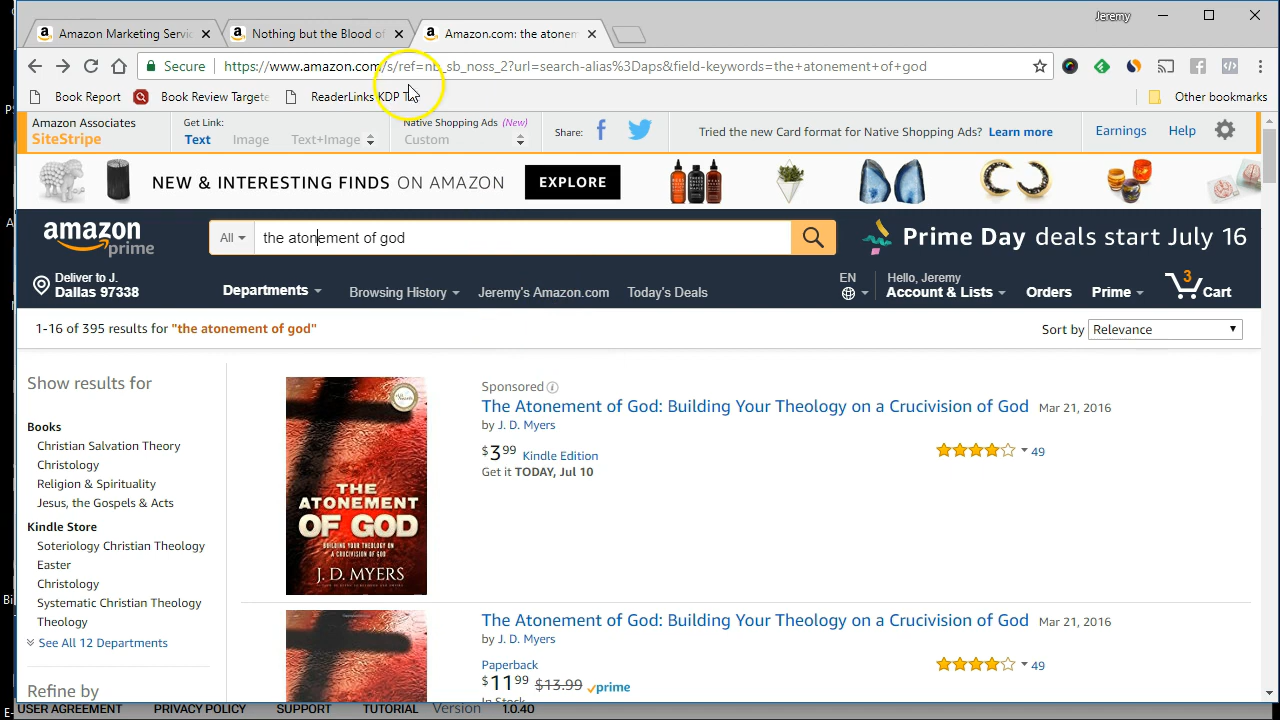 Jeremy
Amazon Marketing Servi
Nothing but the Blood of
Amazon.com: the atonem
Secure
https://www.amazon.com/s/ref=nb_sb_noss_2?url=search-alias%3Daps&field-keywords=the+atonement+of+god
Book Report
Book Review Targete
ReaderLinks KDP
Other bookmarks
Amazon Associates
SiteStripe
Get Link:
Text
Image
Text+Image
Native Shopping Ads (New)
Custom
Share:
Tried the new Card format for Native Shopping Ads? Learn more
Earnings
Help
NEW & INTERESTING FINDS ON AMAZON
EXPLORE
amazon
prime
All
the atonement of god
Prime Day deals start July 16
Deliver to J.
Dallas 97338
Departments
Browsing History
Jeremy's Amazon.com
Today's Deals
EN
Hello, Jeremy
Account & Lists
Orders
Prime
3
Cart
1-16 of 395 results for "the atonement of god"
Sort by
Relevance
Show results for
Books
Christian Salvation Theory
Christology
Religion & Spirituality
Jesus, the Gospels & Acts
Kindle Store
Soteriology Christian Theology
Easter
Christology
Systematic Christian Theology
Theology
See All 12 Departments
Refine by
THE
ATONEMENT
OF GOD
BUILDING YOUR THEOLOGY ON
A CRUCIVISION OF GOD
J. D. MYERS
Sponsored
The Atonement of God: Building Your Theology on a Crucivision of God Mar 21, 2016
by J. D. Myers
$3.99 Kindle Edition
Get it TODAY, Jul 10
49
The Atonement of God: Building Your Theology on a Crucivision of God Mar 21, 2016
by J. D. Myers
Paperback
$11.99 $13.99 prime
In Stock
49
USER AGREEMENT
PRIVACY POLICY
SUPPORT
TUTORIAL
Version
1.0.40